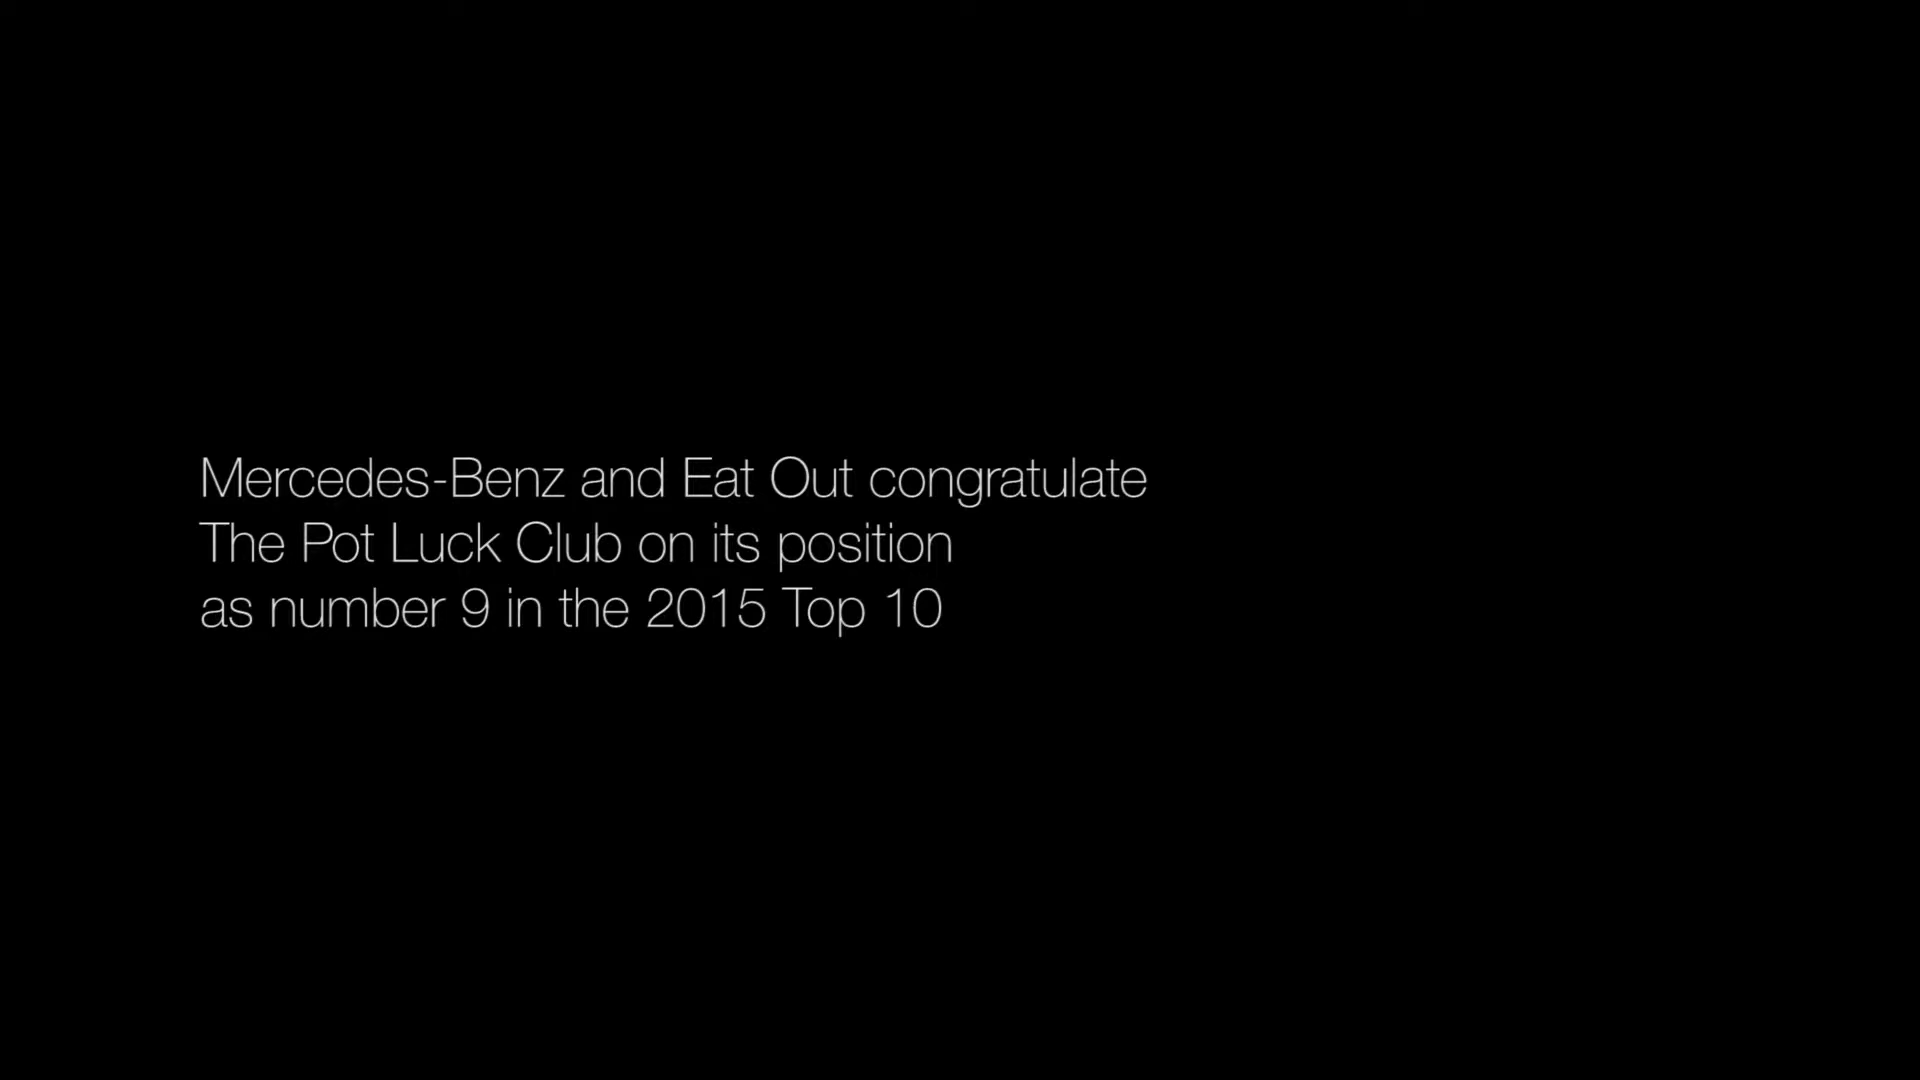 Mercedes-Benz and Eat Out congratulate
The Pot Luck Club on its position
as number 9 in the 2015 Top 10